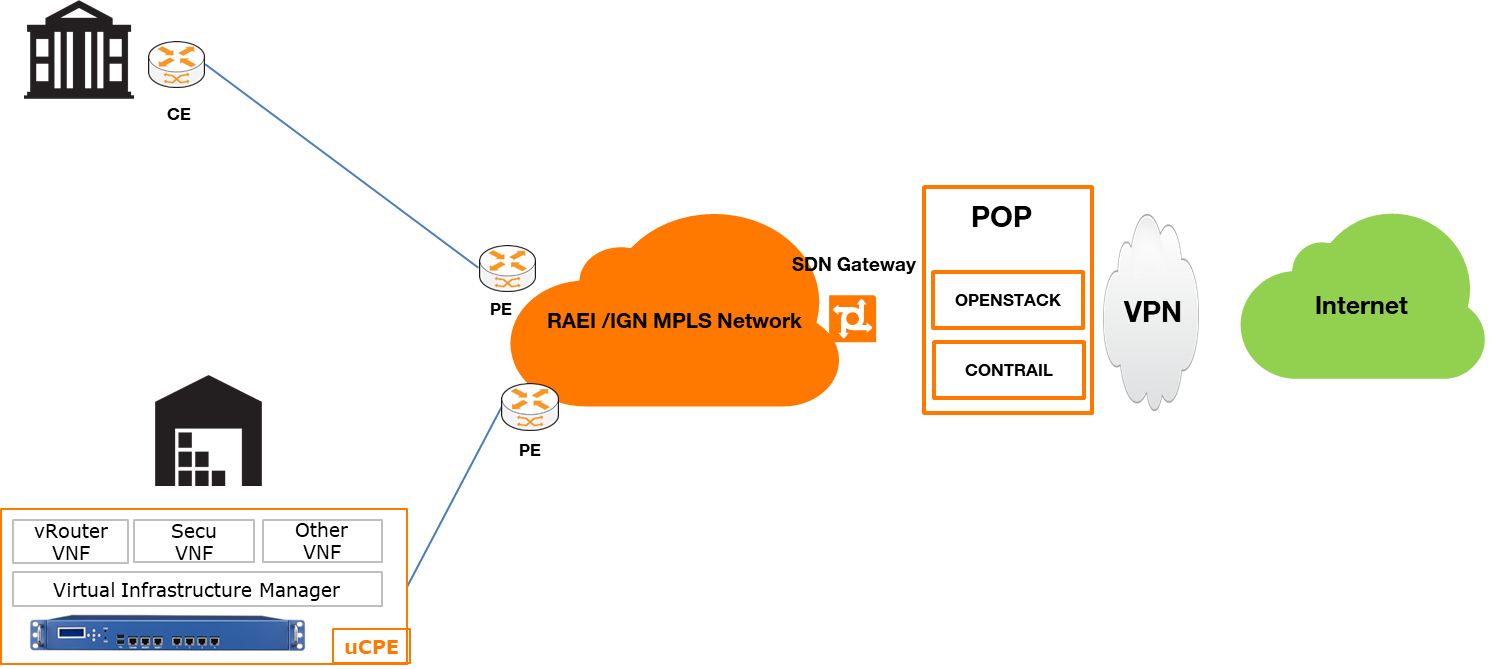 CE
POP
SDN Gateway
OPENSTACK
PE
VPN
Internet
RAEI /IGN MPLS Network
CONTRAIL
PE
vRouter
VNF
Secu
VNF
Other
VNF
Virtual Infrastructure Manager
uCPE